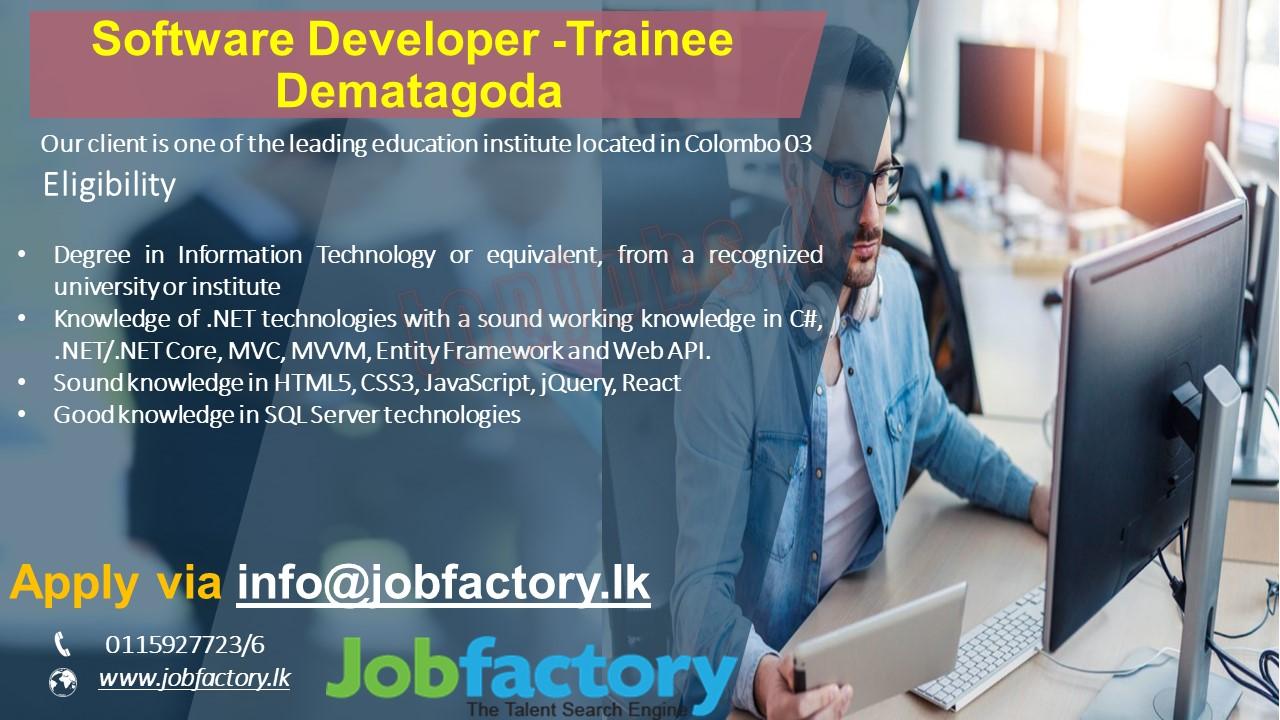 Software Developer -Trainee
Dematagoda
Our client is one of the leading education institute located in Colombo 03
Eligibility
• Degree in Information Technology or equivalent, from a recognized
university or institute
• Knowledge of .NET technologies with a sound working knowledge in C#,
.NET/.NET Core, MVC, MVVM, Entity Framework and Web API.
• Sound knowledge in HTML5, CSS3, JavaScript, jQuery, React
• Good knowledge in SQL Server technologies
Apply via info@jobfactory.lk
0115927723/6
www.jobfactory.lk
Jobfactory
The Talent Search Engine